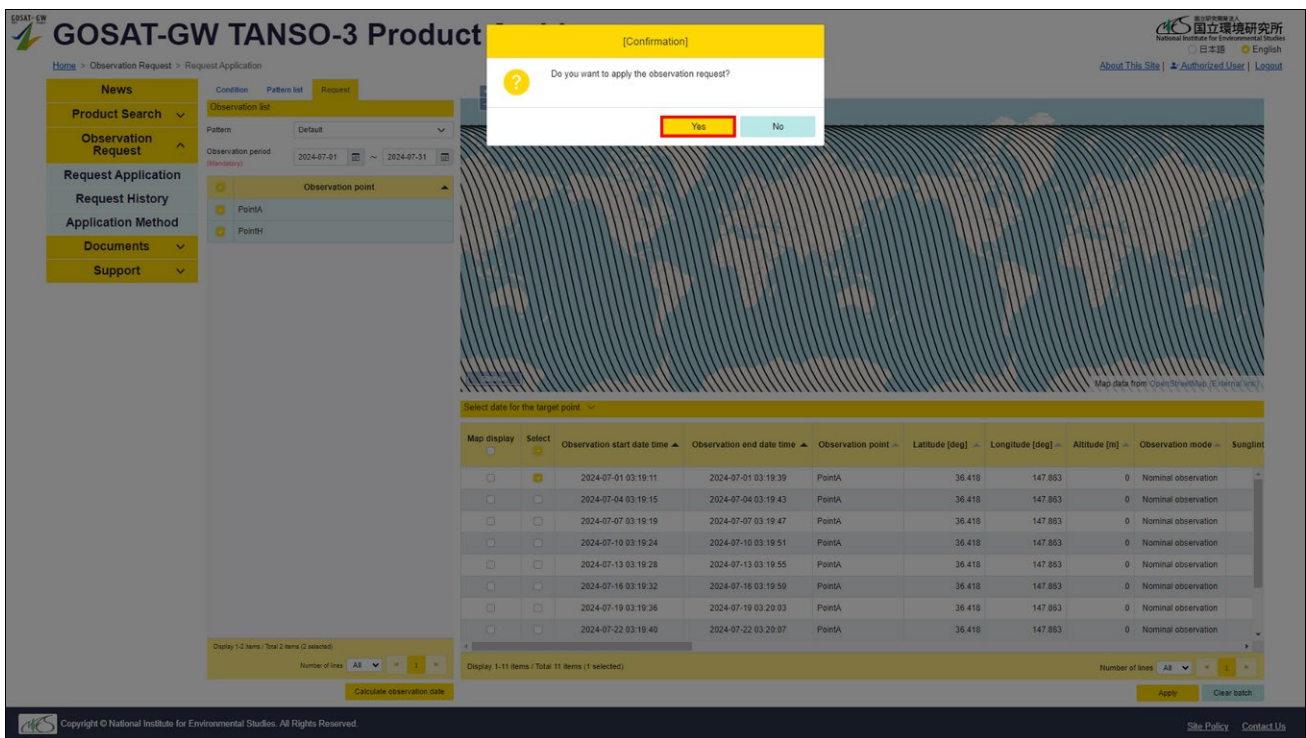 GOSAT-GW
GOSAT-GW TANSO-3 Product
国立研究開発法人
国立環境研究所
National Institute for Environmental Studies
日本語 English
Home > Observation Request > Request Application
About This Site | Authorized User | Logout
[Confirmation]
Do you want to apply the observation request?
Yes No
News
Product Search
Observation Request
Request Application
Request History
Application Method
Documents
Support
Condition Pattern list Request
Observation list
Pattern Default
Observation period
(Mandatory)
2024-07-01 ~ 2024-07-31
Observation point
PointA
PointH
Display 1-2 items / Total 2 items (2 selected)
Number of lines All « 1 »
Calculate observation date
Map data from OpenStreetMap (External link)
Select date for the target point
Map display Select Observation start date time Observation end date time Observation point Latitude [deg] Longitude [deg] Altitude [m] Observation mode Sunglint
2024-07-01 03:19:11 2024-07-01 03:19:39 PointA 36.418 147.863 0 Nominal observation
2024-07-04 03:19:15 2024-07-04 03:19:43 PointA 36.418 147.863 0 Nominal observation
2024-07-07 03:19:19 2024-07-07 03:19:47 PointA 36.418 147.863 0 Nominal observation
2024-07-10 03:19:24 2024-07-10 03:19:51 PointA 36.418 147.863 0 Nominal observation
2024-07-13 03:19:28 2024-07-13 03:19:55 PointA 36.418 147.863 0 Nominal observation
2024-07-16 03:19:32 2024-07-16 03:19:59 PointA 36.418 147.863 0 Nominal observation
2024-07-19 03:19:36 2024-07-19 03:20:03 PointA 36.418 147.863 0 Nominal observation
2024-07-22 03:19:40 2024-07-22 03:20:07 PointA 36.418 147.863 0 Nominal observation
Display 1-11 items / Total 11 items (1 selected)
Number of lines All « 1 »
Apply Clear batch
Copyright © National Institute for Environmental Studies. All Rights Reserved.
Site Policy Contact Us